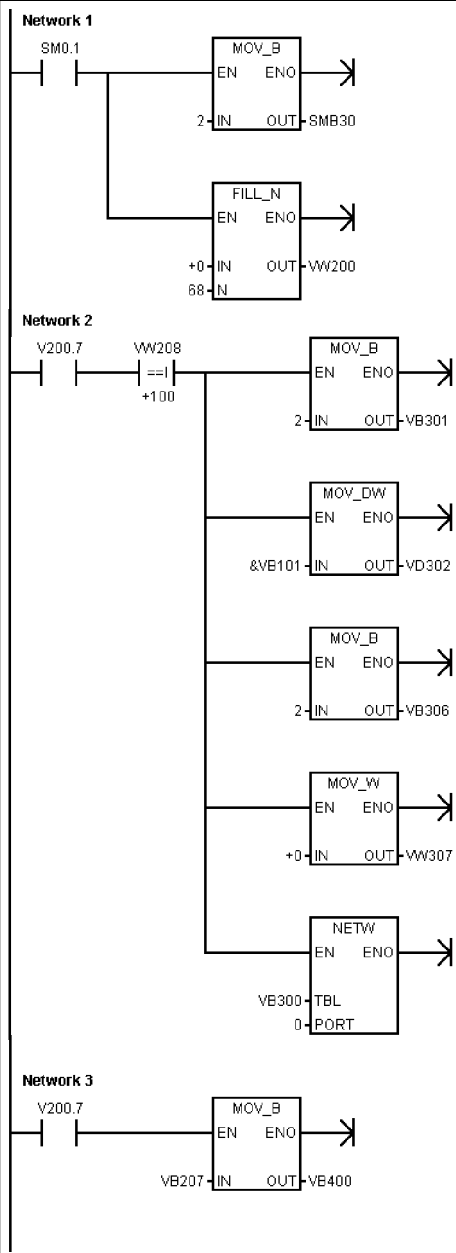 Network 1
SM0.1
MOV_B
EN ENO
2 IN OUT SMB30
FILL_N
EN ENO
+0 IN OUT VW200
68 N
Network 2
V200.7 VW208
==I
+100
MOV_B
EN ENO
2 IN OUT VB301
MOV_DW
EN ENO
&VB101 IN OUT VD302
MOV_B
EN ENO
2 IN OUT VB306
MOV_W
EN ENO
+0 IN OUT VW307
NETW
EN ENO
VB300 TBL
0 PORT
Network 3
V200.7
MOV_B
EN ENO
VB207 IN OUT VB400